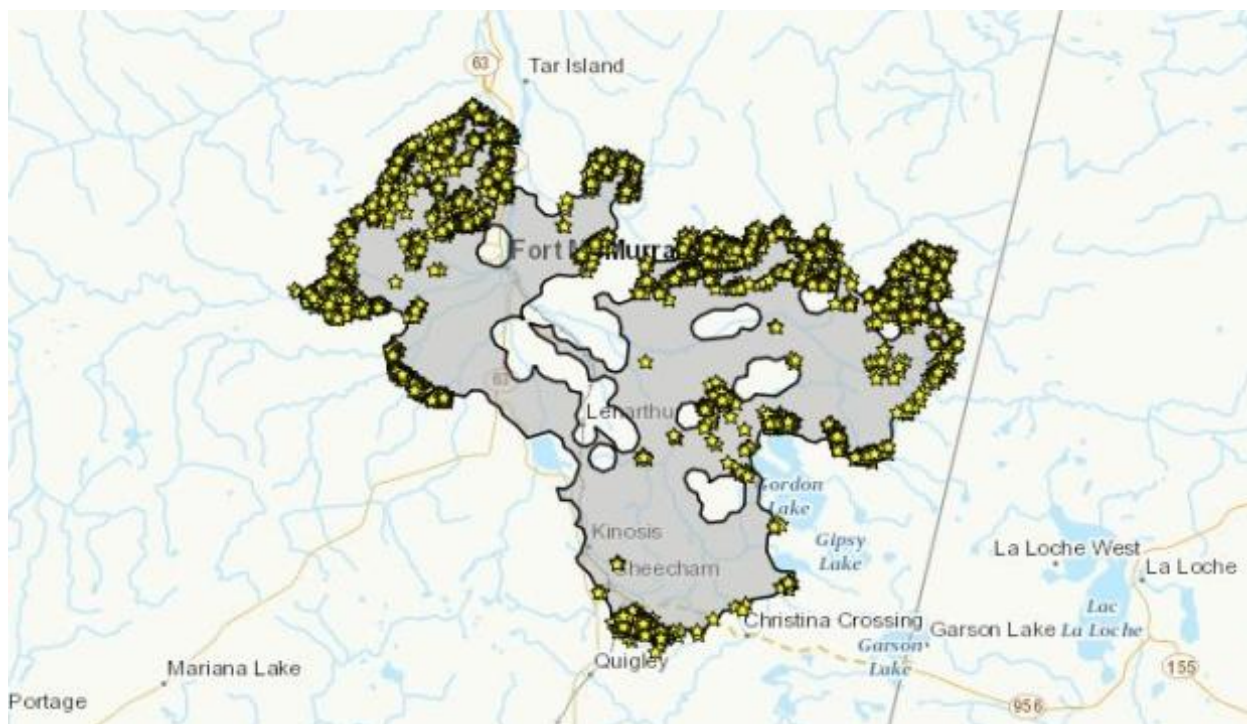 63
Tar Island
Fort M Murra
63
Lenarthur
Gordon
Lake
Kinosis
Gipsy
Lake
La Loche West
La Loche
Cheecham
Lac
La Loche
Christina Crossing
Garson Lake
Garson
Lake
Quigley
Mariana Lake
155
Portage
956